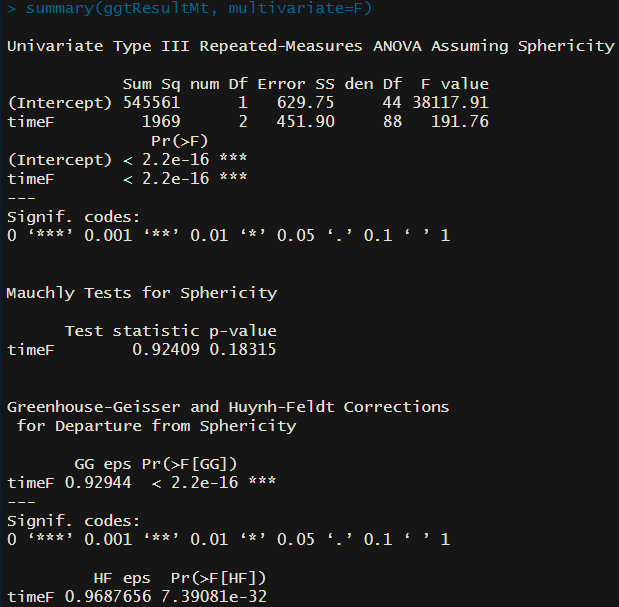 > summary(ggtResultMt, multivariate=F)
Univariate Type III Repeated-Measures ANOVA Assuming Sphericity
Sum Sq num Df Error SS den Df F value
(Intercept) 545561 1 629.75 44 38117.91
timeF 1969 2 451.90 88 191.76
Pr(>F)
(Intercept) < 2.2e-16 ***
timeF < 2.2e-16 ***
---
Signif. codes:
0 ‘***’ 0.001 ‘**’ 0.01 ‘*’ 0.05 ‘.’ 0.1 ‘ ’ 1
Mauchly Tests for Sphericity
Test statistic p-value
timeF 0.92409 0.18315
Greenhouse-Geisser and Huynh-Feldt Corrections
for Departure from Sphericity
GG eps Pr(>F[GG])
timeF 0.92944 < 2.2e-16 ***
---
Signif. codes:
0 ‘***’ 0.001 ‘**’ 0.01 ‘*’ 0.05 ‘.’ 0.1 ‘ ’ 1
HF eps Pr(>F[HF])
timeF 0.9687656 7.39081e-32